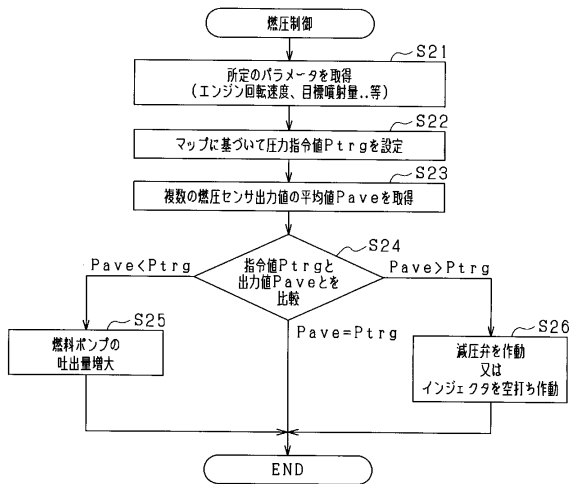 燃圧制御
S21
所定のパラメータを取得
(エンジン回転速度、目標噴射量..等)
S22
マップに基づいて圧力指令値Ptrgを設定
S23
複数の燃圧センサ出力値の平均値Paveを取得
S24
指令値Ptrgと
出力値Paveとを
比較
Pave<Ptrg
Pave>Ptrg
Pave=Ptrg
S25
燃料ポンプの
吐出量増大
S26
減圧弁を作動
又は
インジェクタを空打ち作動
END